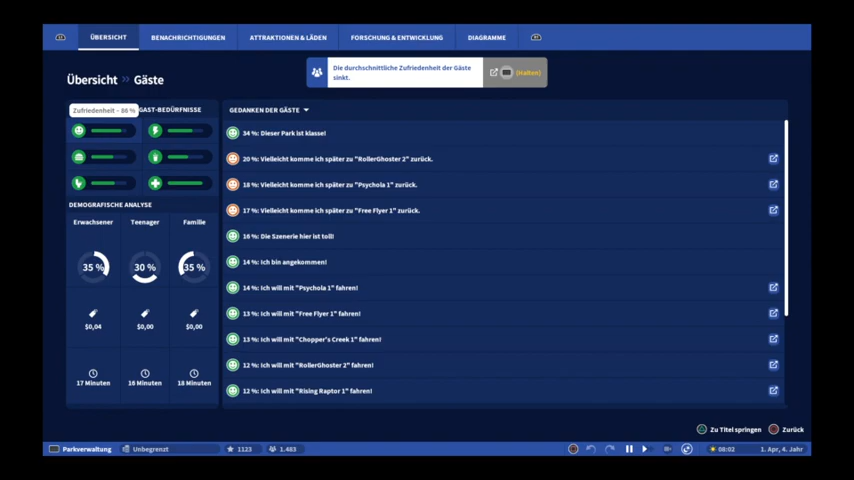 L1
ÜBERSICHT
BENACHRICHTIGUNGEN
ATTRAKTIONEN & LÄDEN
FORSCHUNG & ENTWICKLUNG
DIAGRAMME
R1
Die durchschnittliche Zufriedenheit der Gäste
sinkt.
(Halten)
Übersicht » Gäste
Zufriedenheit - 86 %
GAST-BEDÜRFNISSE
DEMOGRAFISCHE ANALYSE
Erwachsener
Teenager
Familie
35 %
30 %
35 %
$0,04
$0,00
$0,00
17 Minuten
16 Minuten
18 Minuten
GEDANKEN DER GÄSTE
34 %: Dieser Park ist klasse!
20 %: Vielleicht komme ich später zu "RollerGhoster 2" zurück.
18 %: Vielleicht komme ich später zu "Psychola 1" zurück.
17 %: Vielleicht komme ich später zu "Free Flyer 1" zurück.
16 %: Die Szenerie hier ist toll!
14 %: Ich bin angekommen!
14 %: Ich will mit "Psychola 1" fahren!
13 %: Ich will mit "Free Flyer 1" fahren!
13 %: Ich will mit "Chopper's Creek 1" fahren!
12 %: Ich will mit "RollerGhoster 2" fahren!
12 %: Ich will mit "Rising Raptor 1" fahren!
Zu Titel springen
Zurück
Parkverwaltung
Unbegrenzt
1123
1.483
08:02
1. Apr, 4. Jahr